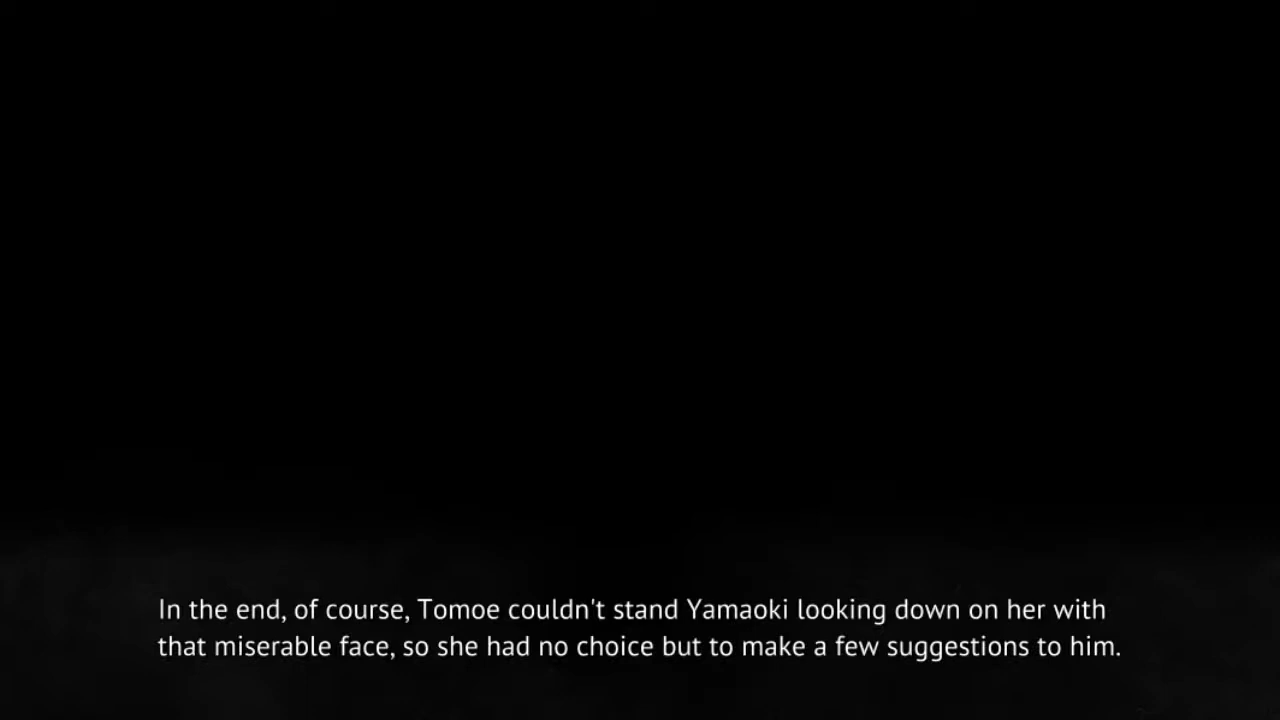 In the end, of course, Tomoe couldn't stand Yamaoki looking down on her with
that miserable face, so she had no choice but to make a few suggestions to him.